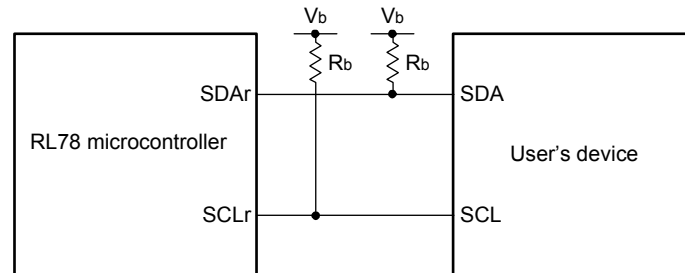 Vb Vb
Rb Rb
SDAr SDA
RL78 microcontroller User's device
SCLr SCL